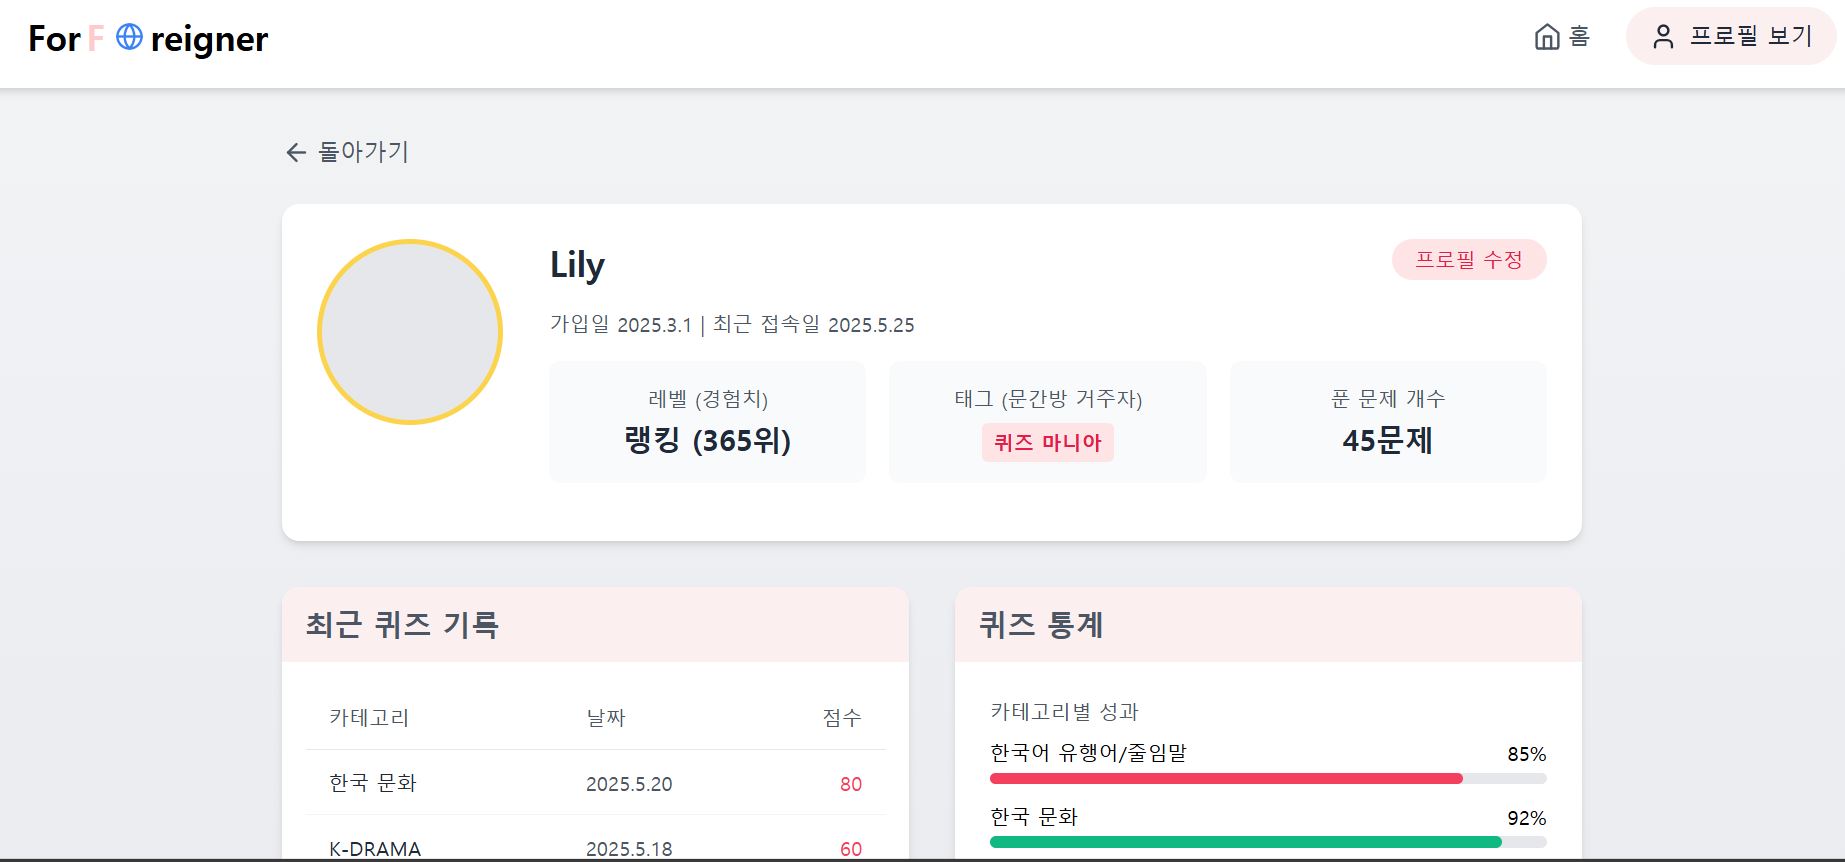 For F reigner
홈
프로필 보기
돌아가기
Lily
프로필 수정
가입일 2025.3.1 | 최근 접속일 2025.5.25
레벨 (경험치)
랭킹 (365위)
태그 (문간방 거주자)
퀴즈 마니아
푼 문제 개수
45문제
최근 퀴즈 기록
카테고리 날짜 점수
한국 문화 2025.5.20 80
K-DRAMA 2025.5.18 60
퀴즈 통계
카테고리별 성과
한국어 유행어/줄임말 85%
한국 문화 92%